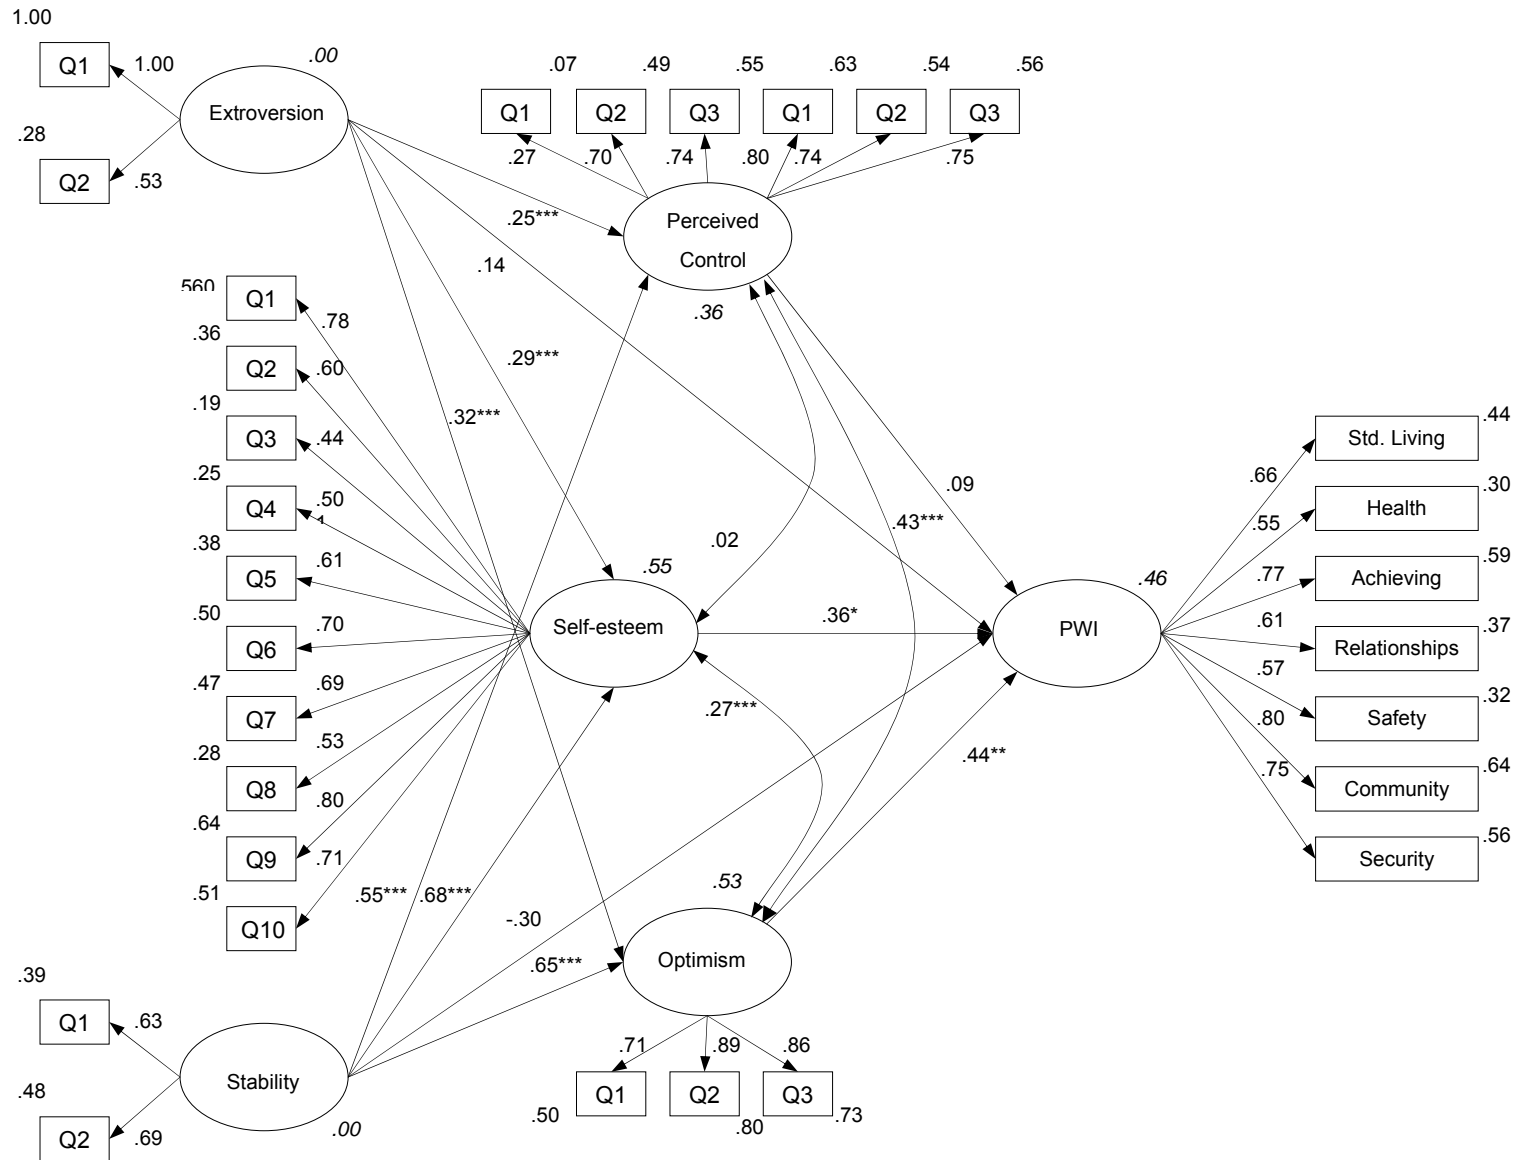 1.00
Q1
1.00
.00
Extroversion
.28
Q2
.53
.07
.49
.55
.63
.54
.56
Q1
Q2
Q3
Q1
Q2
Q3
.27
.70
.74
.80
.74
.75
Perceived
Control
.36
.25***
.14
.29***
.32***
560
Q1
.78
.36
Q2
.60
.19
Q3
.44
.25
Q4
.50
.38
Q5
.61
.50
Q6
.70
.47
Q7
.69
.28
Q8
.53
.64
Q9
.80
.51
Q10
.71
.55
Self-esteem
.02
.43***
.09
.36*
.27***
.44**
.46
PWI
.66
Std. Living
.44
.55
Health
.30
.77
Achieving
.59
.61
Relationships
.37
.57
Safety
.32
.80
Community
.64
.75
Security
.56
.55***
.68***
-.30
.65***
.53
Optimism
.71
.89
.86
Q1
Q2
Q3
.50
.80
.73
.39
Q1
.63
Stability
.48
Q2
.69
.00